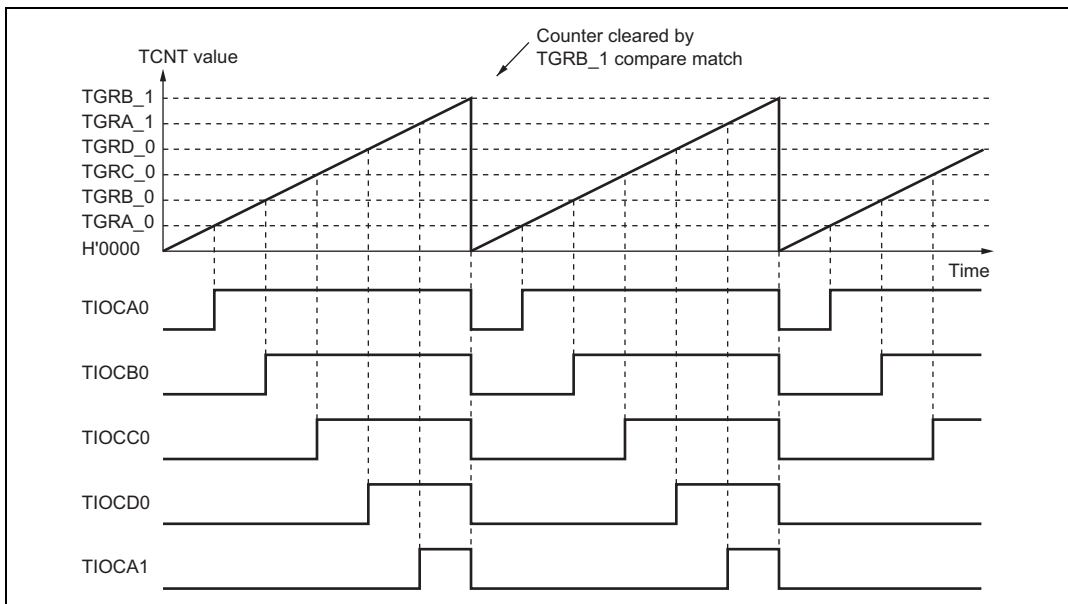 Counter cleared by
TGRB_1 compare match
TCNT value
TGRB_1
TGRA_1
TGRD_0
TGRC_0
TGRB_0
TGRA_0
H'0000
Time
TIOCA0
TIOCB0
TIOCC0
TIOCD0
TIOCA1